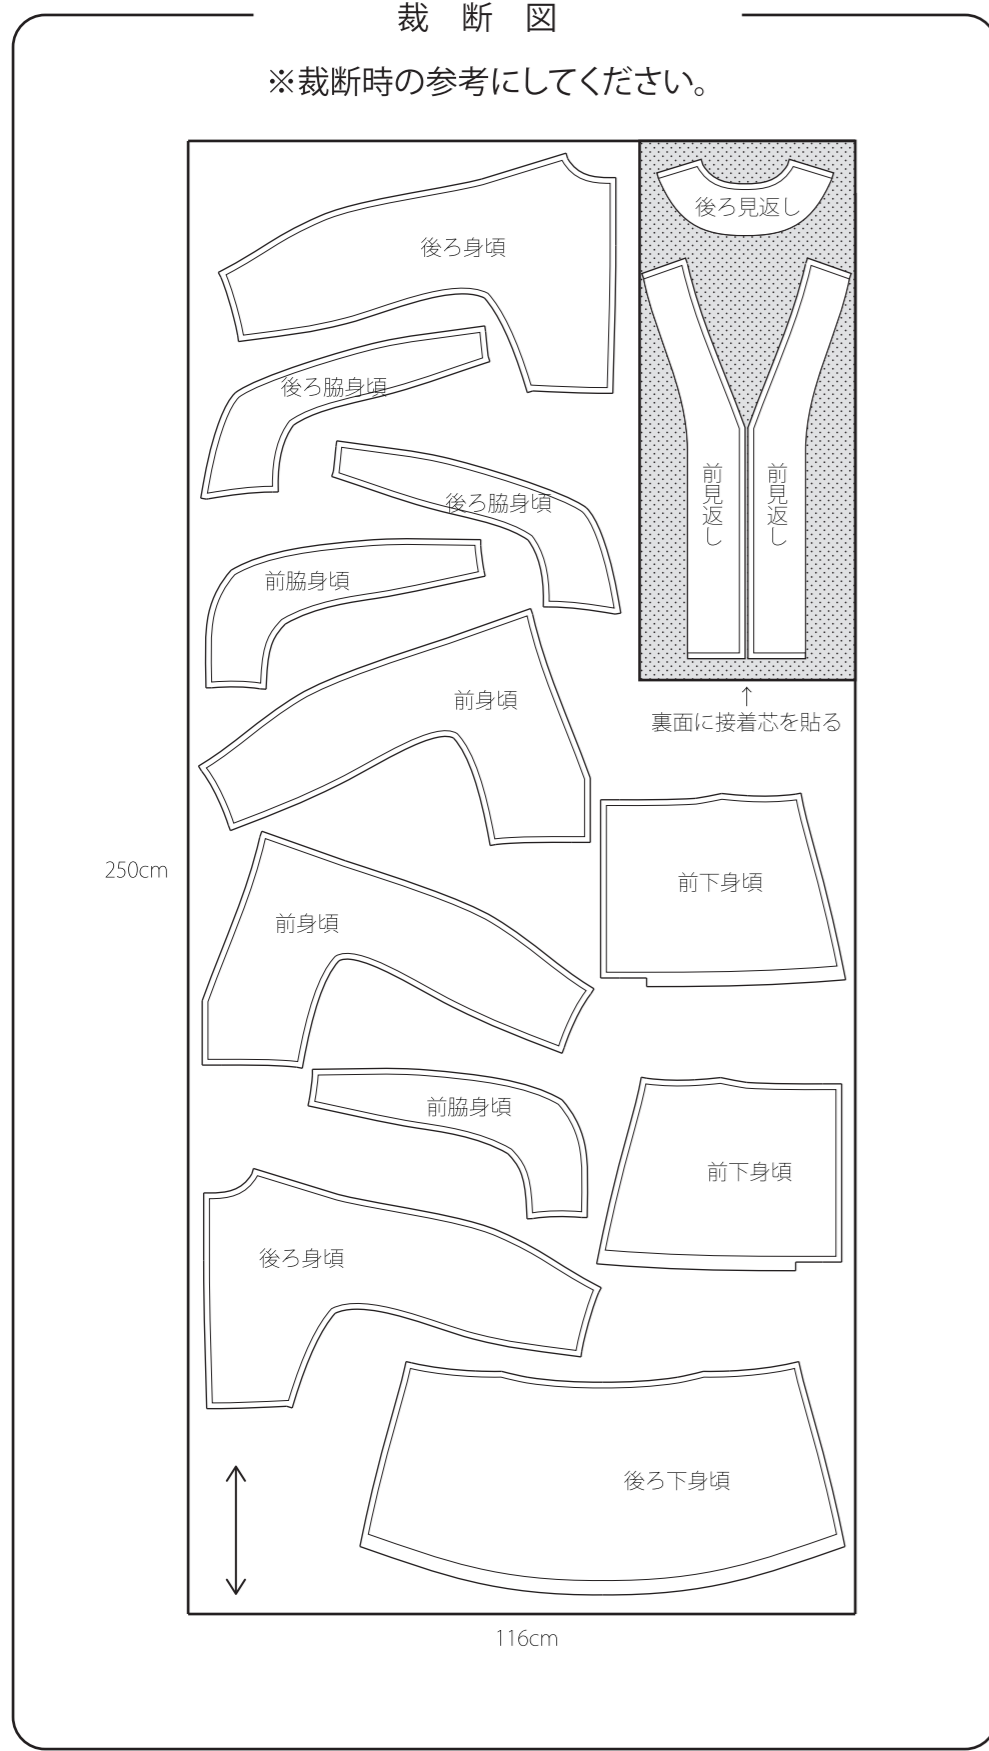 裁 断 図
※裁断時の参考にしてください。
後ろ見返し
後ろ身頃
後ろ脇身頃
前見返し
前見返し
後ろ脇身頃
前脇身頃
前身頃
裏面に接着芯を貼る
250cm
前下身頃
前身頃
前脇身頃
前下身頃
後ろ身頃
後ろ下身頃
116cm